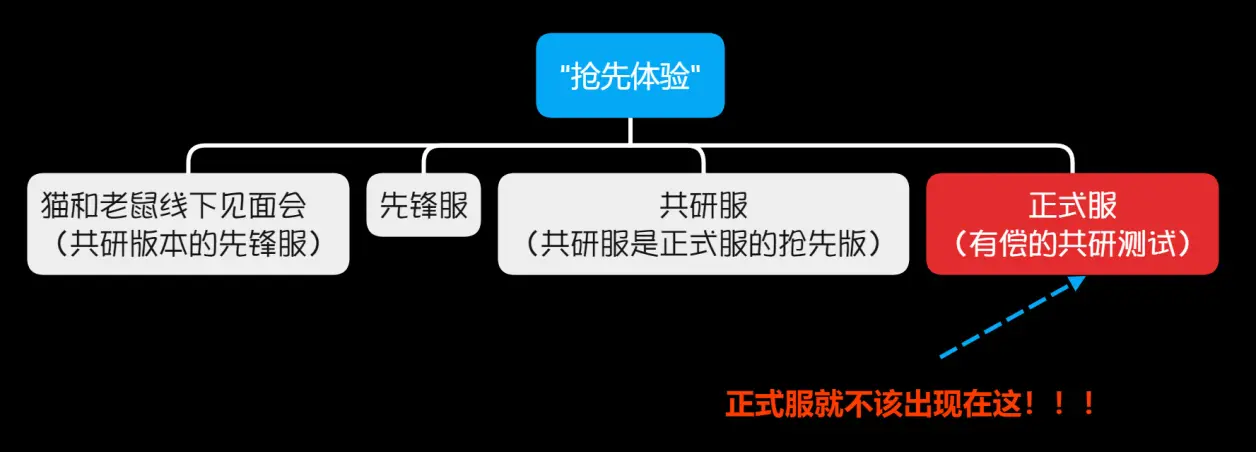 "抢先体验"
猫和老鼠线下见面会
（共研版本的先锋服）
先锋服
共研服
（共研服是正式服的抢先版）
正式服
（有偿的共研测试）
正式服就不该出现在这！！！